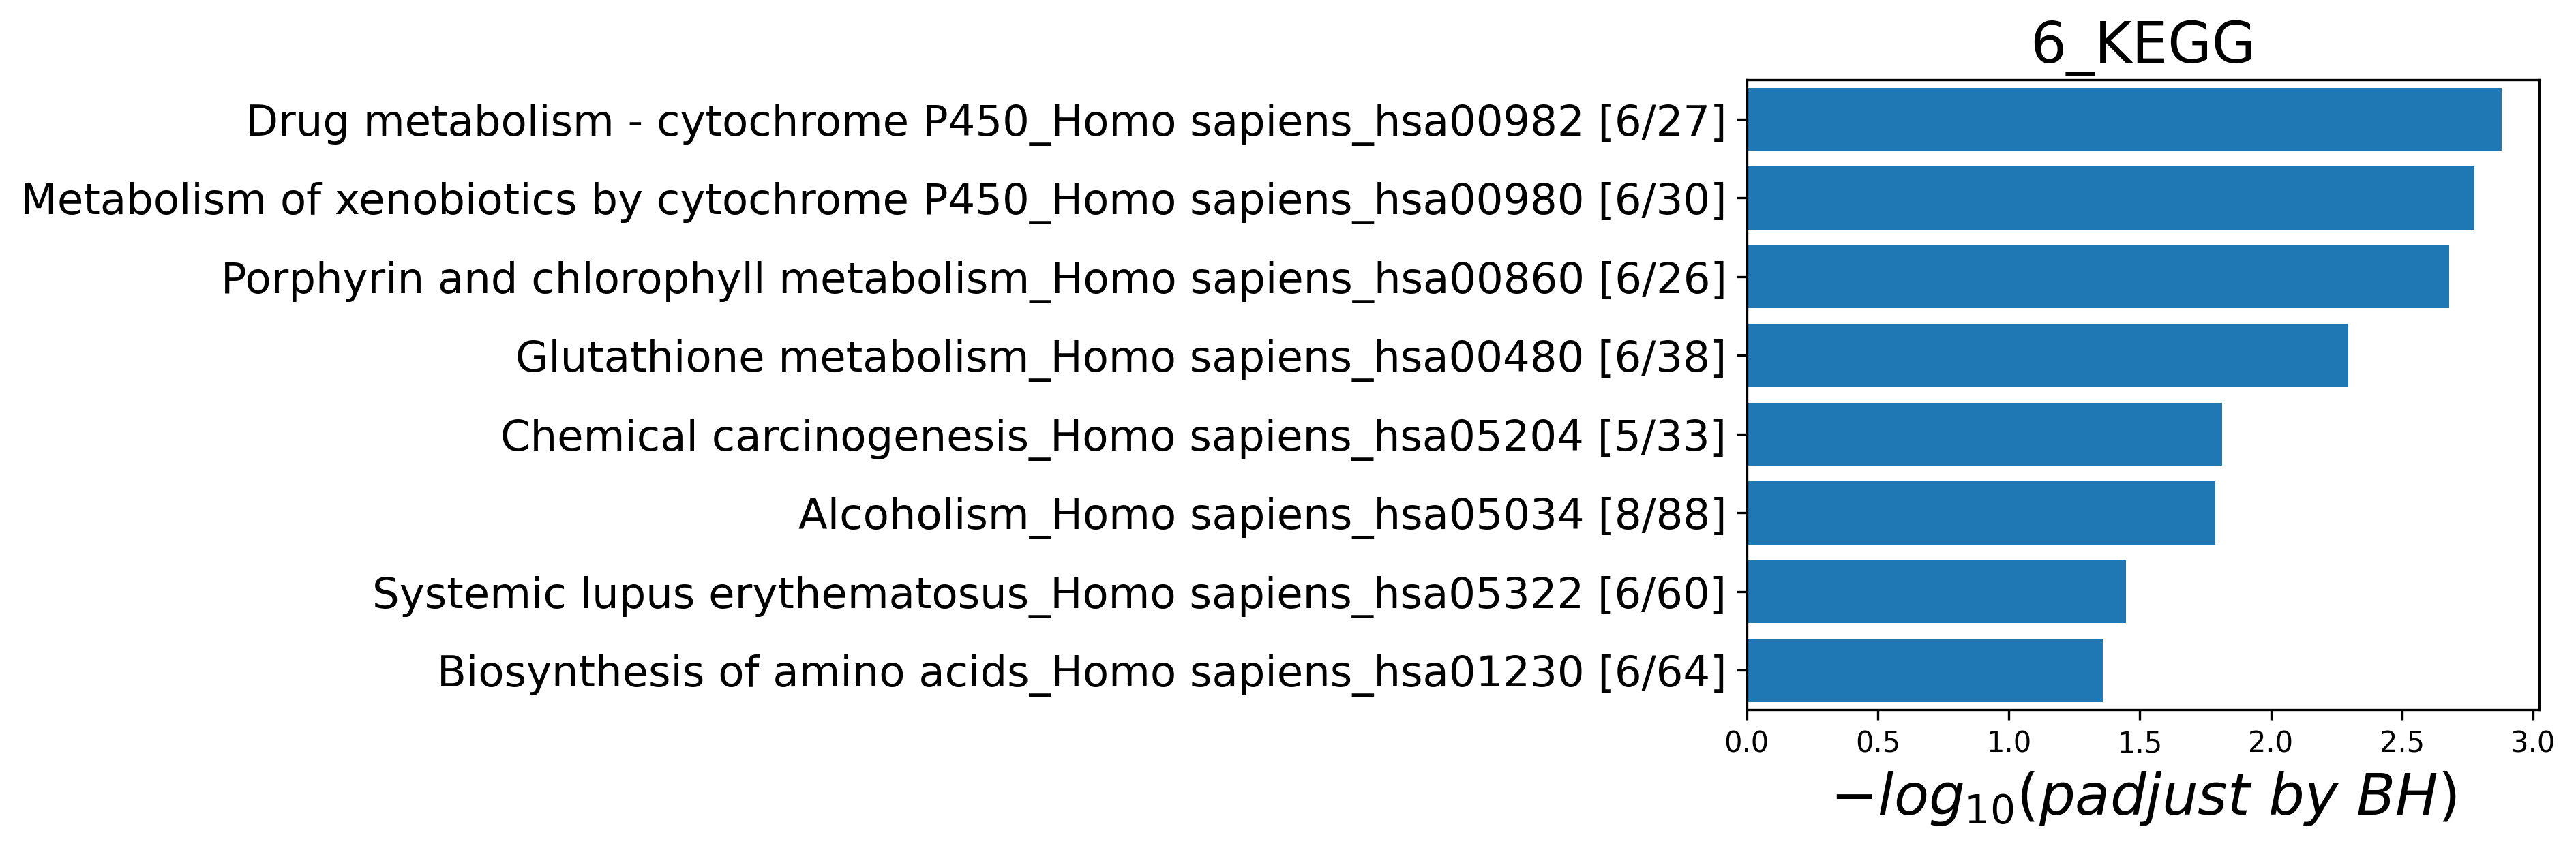 6_KEGG
Drug metabolism - cytochrome P450_Homo sapiens_hsa00982 [6/27]
Metabolism of xenobiotics by cytochrome P450_Homo sapiens_hsa00980 [6/30]
Porphyrin and chlorophyll metabolism_Homo sapiens_hsa00860 [6/26]
Glutathione metabolism_Homo sapiens_hsa00480 [6/38]
Chemical carcinogenesis_Homo sapiens_hsa05204 [5/33]
Alcoholism_Homo sapiens_hsa05034 [8/88]
Systemic lupus erythematosus_Homo sapiens_hsa05322 [6/60]
Biosynthesis of amino acids_Homo sapiens_hsa01230 [6/64]
0.0 0.5 1.0 1.5 2.0 2.5 3.0
−log₁₀(padjust by BH)